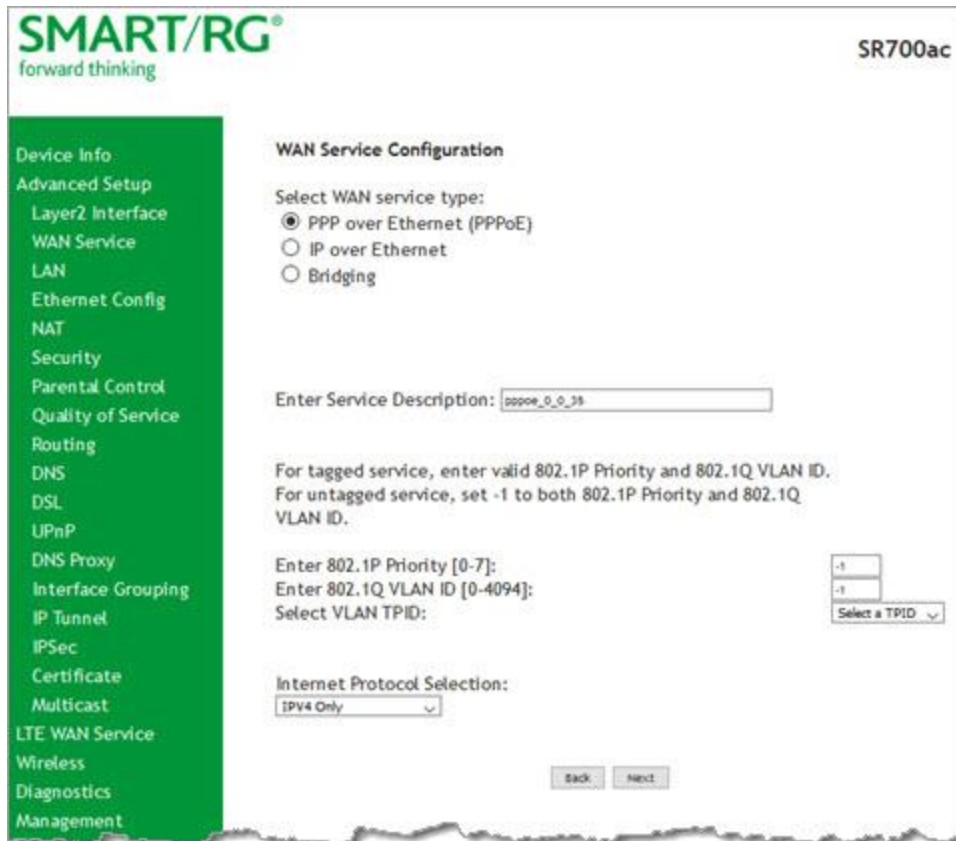 SMART/RG®
forward thinking
SR700ac
Device Info
Advanced Setup
Layer2 Interface
WAN Service
LAN
Ethernet Config
NAT
Security
Parental Control
Quality of Service
Routing
DNS
DSL
UPnP
DNS Proxy
Interface Grouping
IP Tunnel
IPSec
Certificate
Multicast
LTE WAN Service
Wireless
Diagnostics
Management
WAN Service Configuration
Select WAN service type:
PPP over Ethernet (PPPoE)
IP over Ethernet
Bridging
Enter Service Description: pppoe_0_0_35
For tagged service, enter valid 802.1P Priority and 802.1Q VLAN ID.
For untagged service, set -1 to both 802.1P Priority and 802.1Q
VLAN ID.
Enter 802.1P Priority [0-7]: -1
Enter 802.1Q VLAN ID [0-4094]: -1
Select VLAN TPID: Select a TPID
Internet Protocol Selection:
IPV4 Only
Back Next